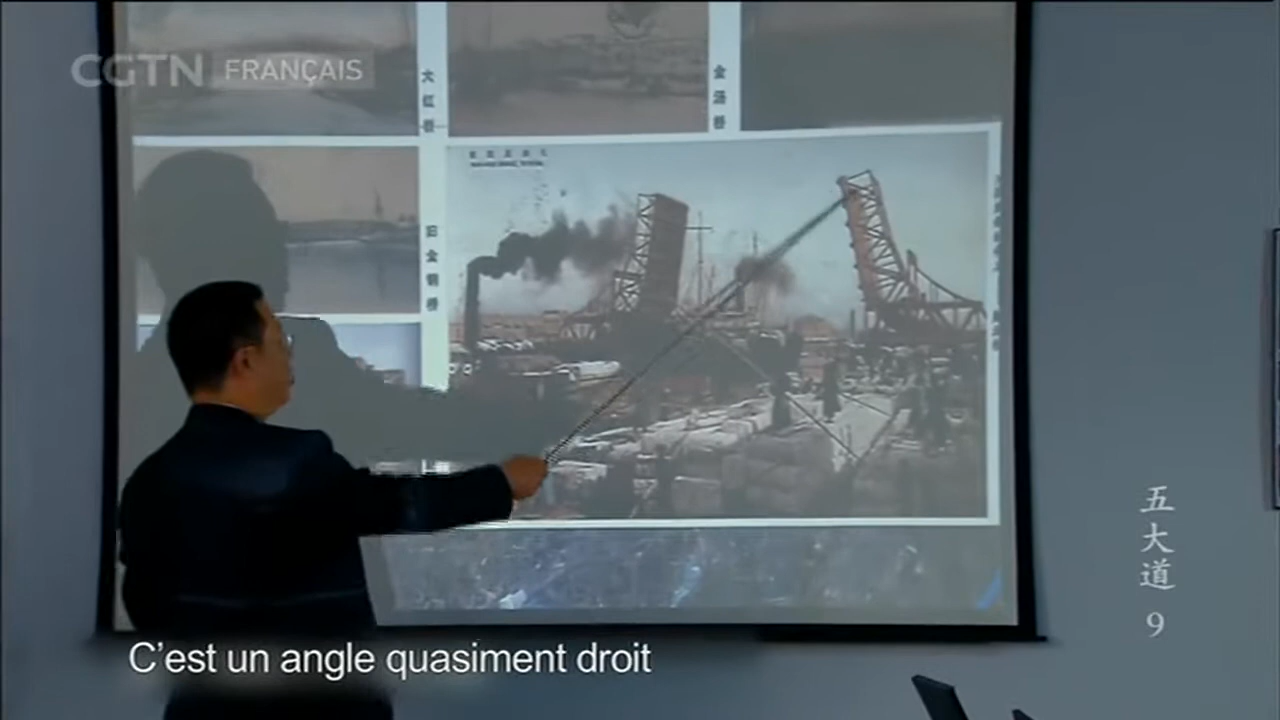 CGTN FRANÇAIS
大红桥
金汤桥
旧金钢桥
五大道 9
C'est un angle quasiment droit